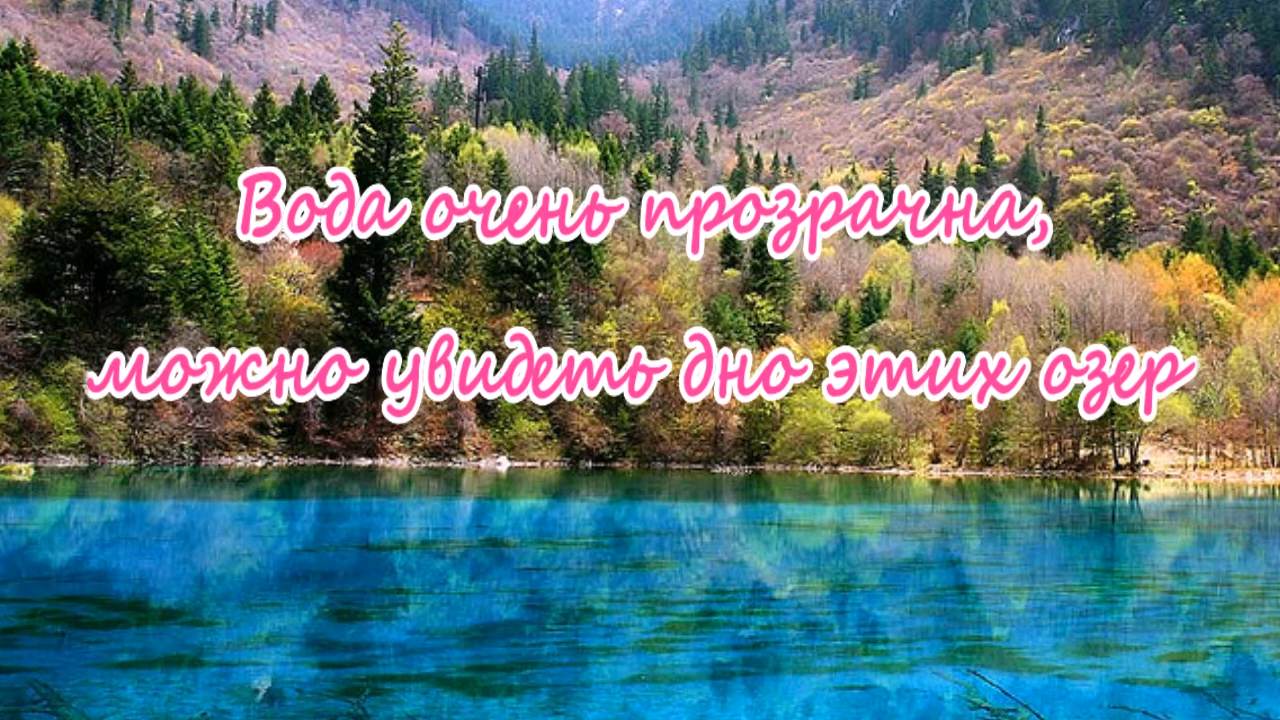 Вода очень прозрачна,
можно увидеть дно этих озер